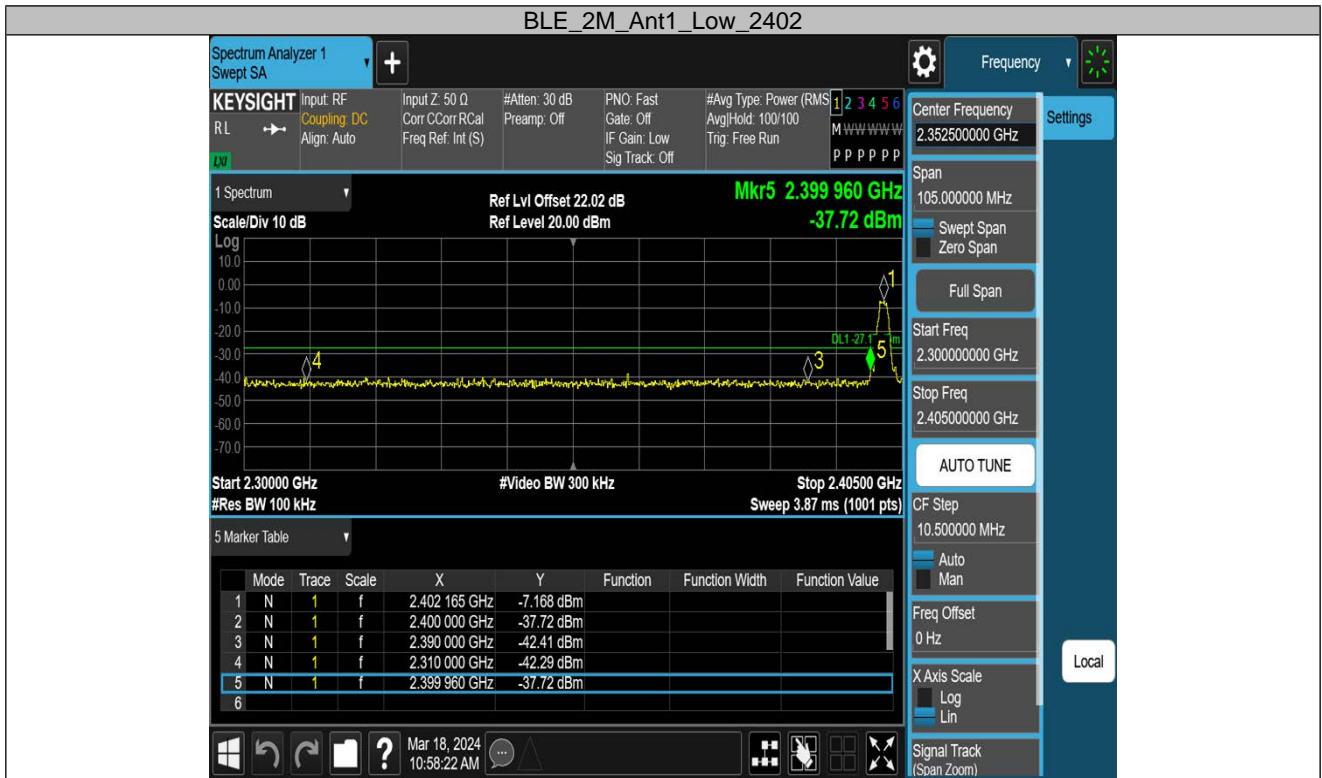 BLE_2M_Ant1_Low_2402
Spectrum Analyzer 1
Swept SA
+
Frequency
KEYSIGHT
RL
LXI
Input: RF
Coupling: DC
Align: Auto
Input Z: 50 Ω
Corr CCorr RCal
Freq Ref: Int (S)
#Atten: 30 dB
Preamp: Off
PNO: Fast
Gate: Off
IF Gain: Low
Sig Track: Off
#Avg Type: Power (RMS
Avg|Hold: 100/100
Trig: Free Run
1 2 3 4 5 6
M W W W W W
P P P P P P
1 Spectrum
Scale/Div 10 dB
Ref Lvl Offset 22.02 dB
Ref Level 20.00 dBm
Mkr5 2.399 960 GHz
-37.72 dBm
Log
10.0
0.00
-10.0
-20.0
-30.0
-40.0
-50.0
-60.0
-70.0
1
DL1 -27.1
5
3
4
Start 2.30000 GHz
#Video BW 300 kHz
Stop 2.40500 GHz
#Res BW 100 kHz
Sweep 3.87 ms (1001 pts)
5 Marker Table
Mode Trace Scale X Y Function Function Width Function Value
1 N 1 f 2.402 165 GHz -7.168 dBm
2 N 1 f 2.400 000 GHz -37.72 dBm
3 N 1 f 2.390 000 GHz -42.41 dBm
4 N 1 f 2.310 000 GHz -42.29 dBm
5 N 1 f 2.399 960 GHz -37.72 dBm
6
?
Mar 18, 2024
10:58:22 AM
Center Frequency
2.352500000 GHz
Settings
Span
105.000000 MHz
Swept Span
Zero Span
Full Span
Start Freq
2.300000000 GHz
Stop Freq
2.405000000 GHz
AUTO TUNE
CF Step
10.500000 MHz
Auto
Man
Freq Offset
0 Hz
Local
X Axis Scale
Log
Lin
Signal Track
(Span Zoom)